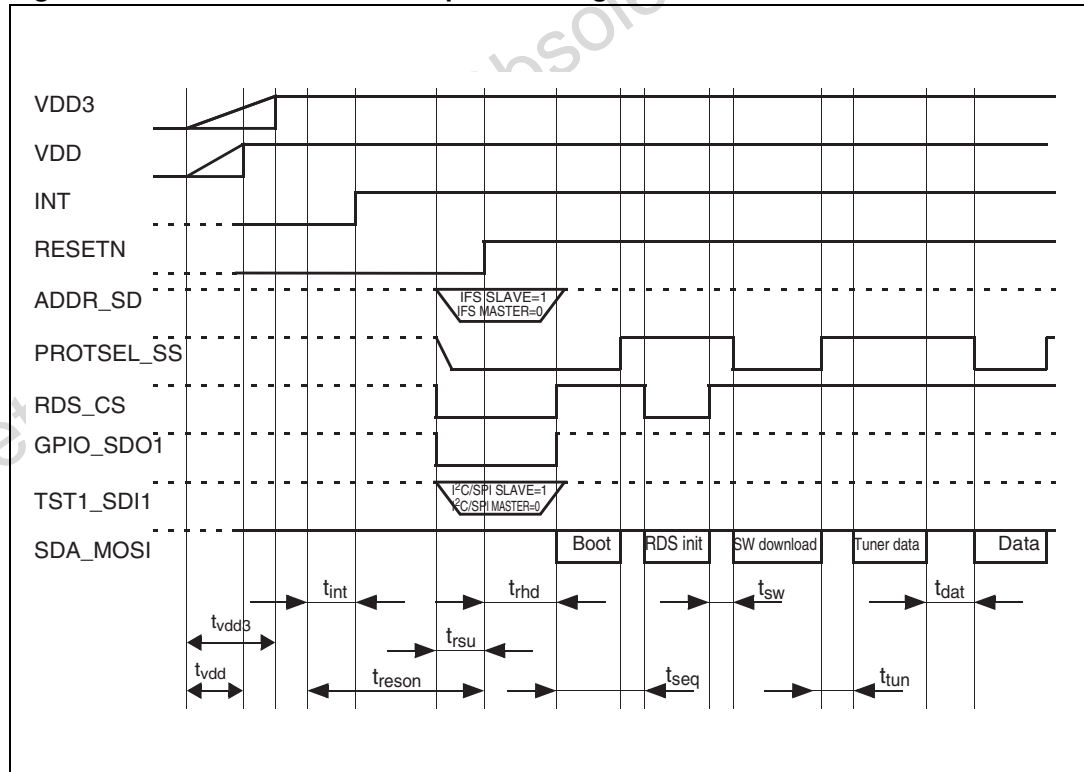 VDD3
VDD
INT
RESETN
ADDR_SD
IFS SLAVE=1
IFS MASTER=0
PROTSEL_SS
RDS_CS
GPIO_SDO1
TST1_SDI1
I²C/SPI SLAVE=1
I²C/SPI MASTER=0
SDA_MOSI
Boot
RDS init
SW download
Tuner data
Data
tint
trhd
tsw
tdat
tvdd3
trsu
tvdd
treson
tseq
ttun